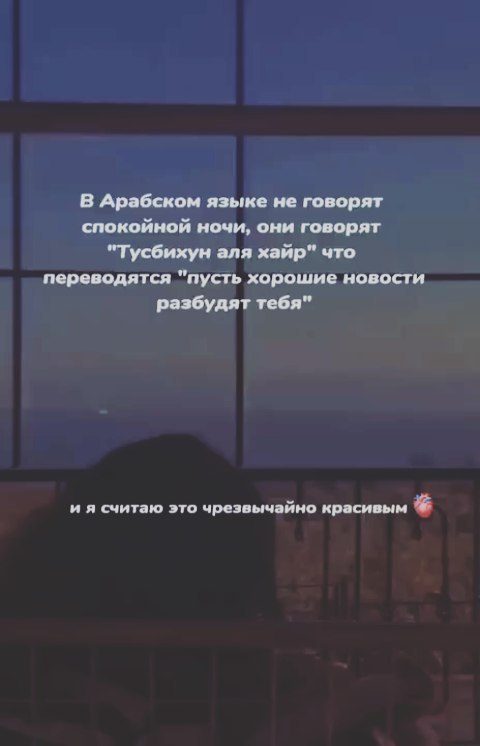 В Арабском языке не говорят
спокойной ночи, они говорят
"Тусбихун аля хайр" что
переводятся "пусть хорошие новости
разбудят тебя"
и я считаю это чрезвычайно красивым 🫀